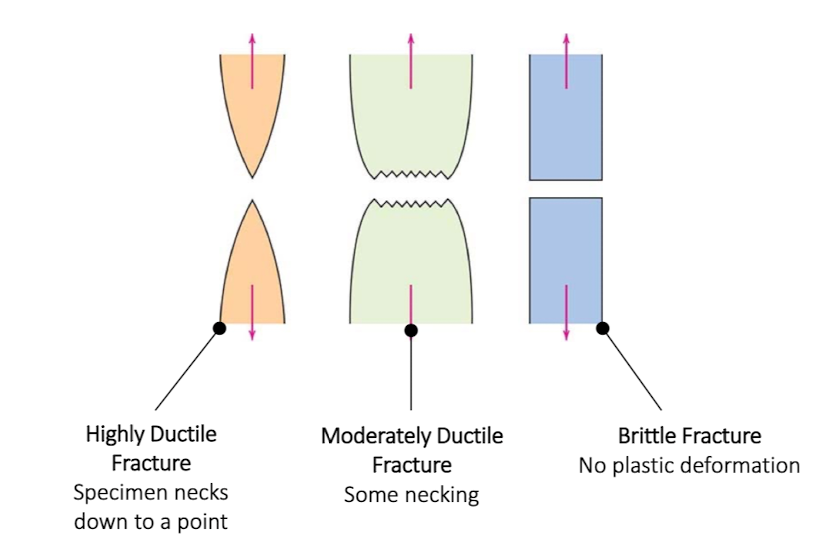 Highly Ductile
Fracture
Specimen necks
down to a point
Moderately Ductile
Fracture
Some necking
Brittle Fracture
No plastic deformation